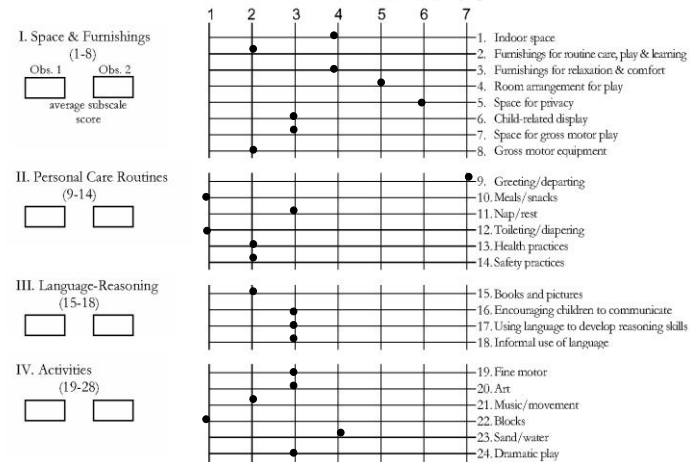 1 2 3 4 5 6 7
I. Space & Furnishings
(1-8)
Obs. 1 Obs. 2
average subscale
score
1. Indoor space
2. Furnishings for routine care, play & learning
3. Furnishings for relaxation & comfort
4. Room arrangement for play
5. Space for privacy
6. Child-related display
7. Space for gross motor play
8. Gross motor equipment
II. Personal Care Routines
(9-14)
9. Greeting/departing
10. Meals/snacks
11. Nap/rest
12. Toileting/diapering
13. Health practices
14. Safety practices
III. Language-Reasoning
(15-18)
15. Books and pictures
16. Encouraging children to communicate
17. Using language to develop reasoning skills
18. Informal use of language
IV. Activities
(19-28)
19. Fine motor
20. Art
21. Music/movement
22. Blocks
23. Sand/water
24. Dramatic play